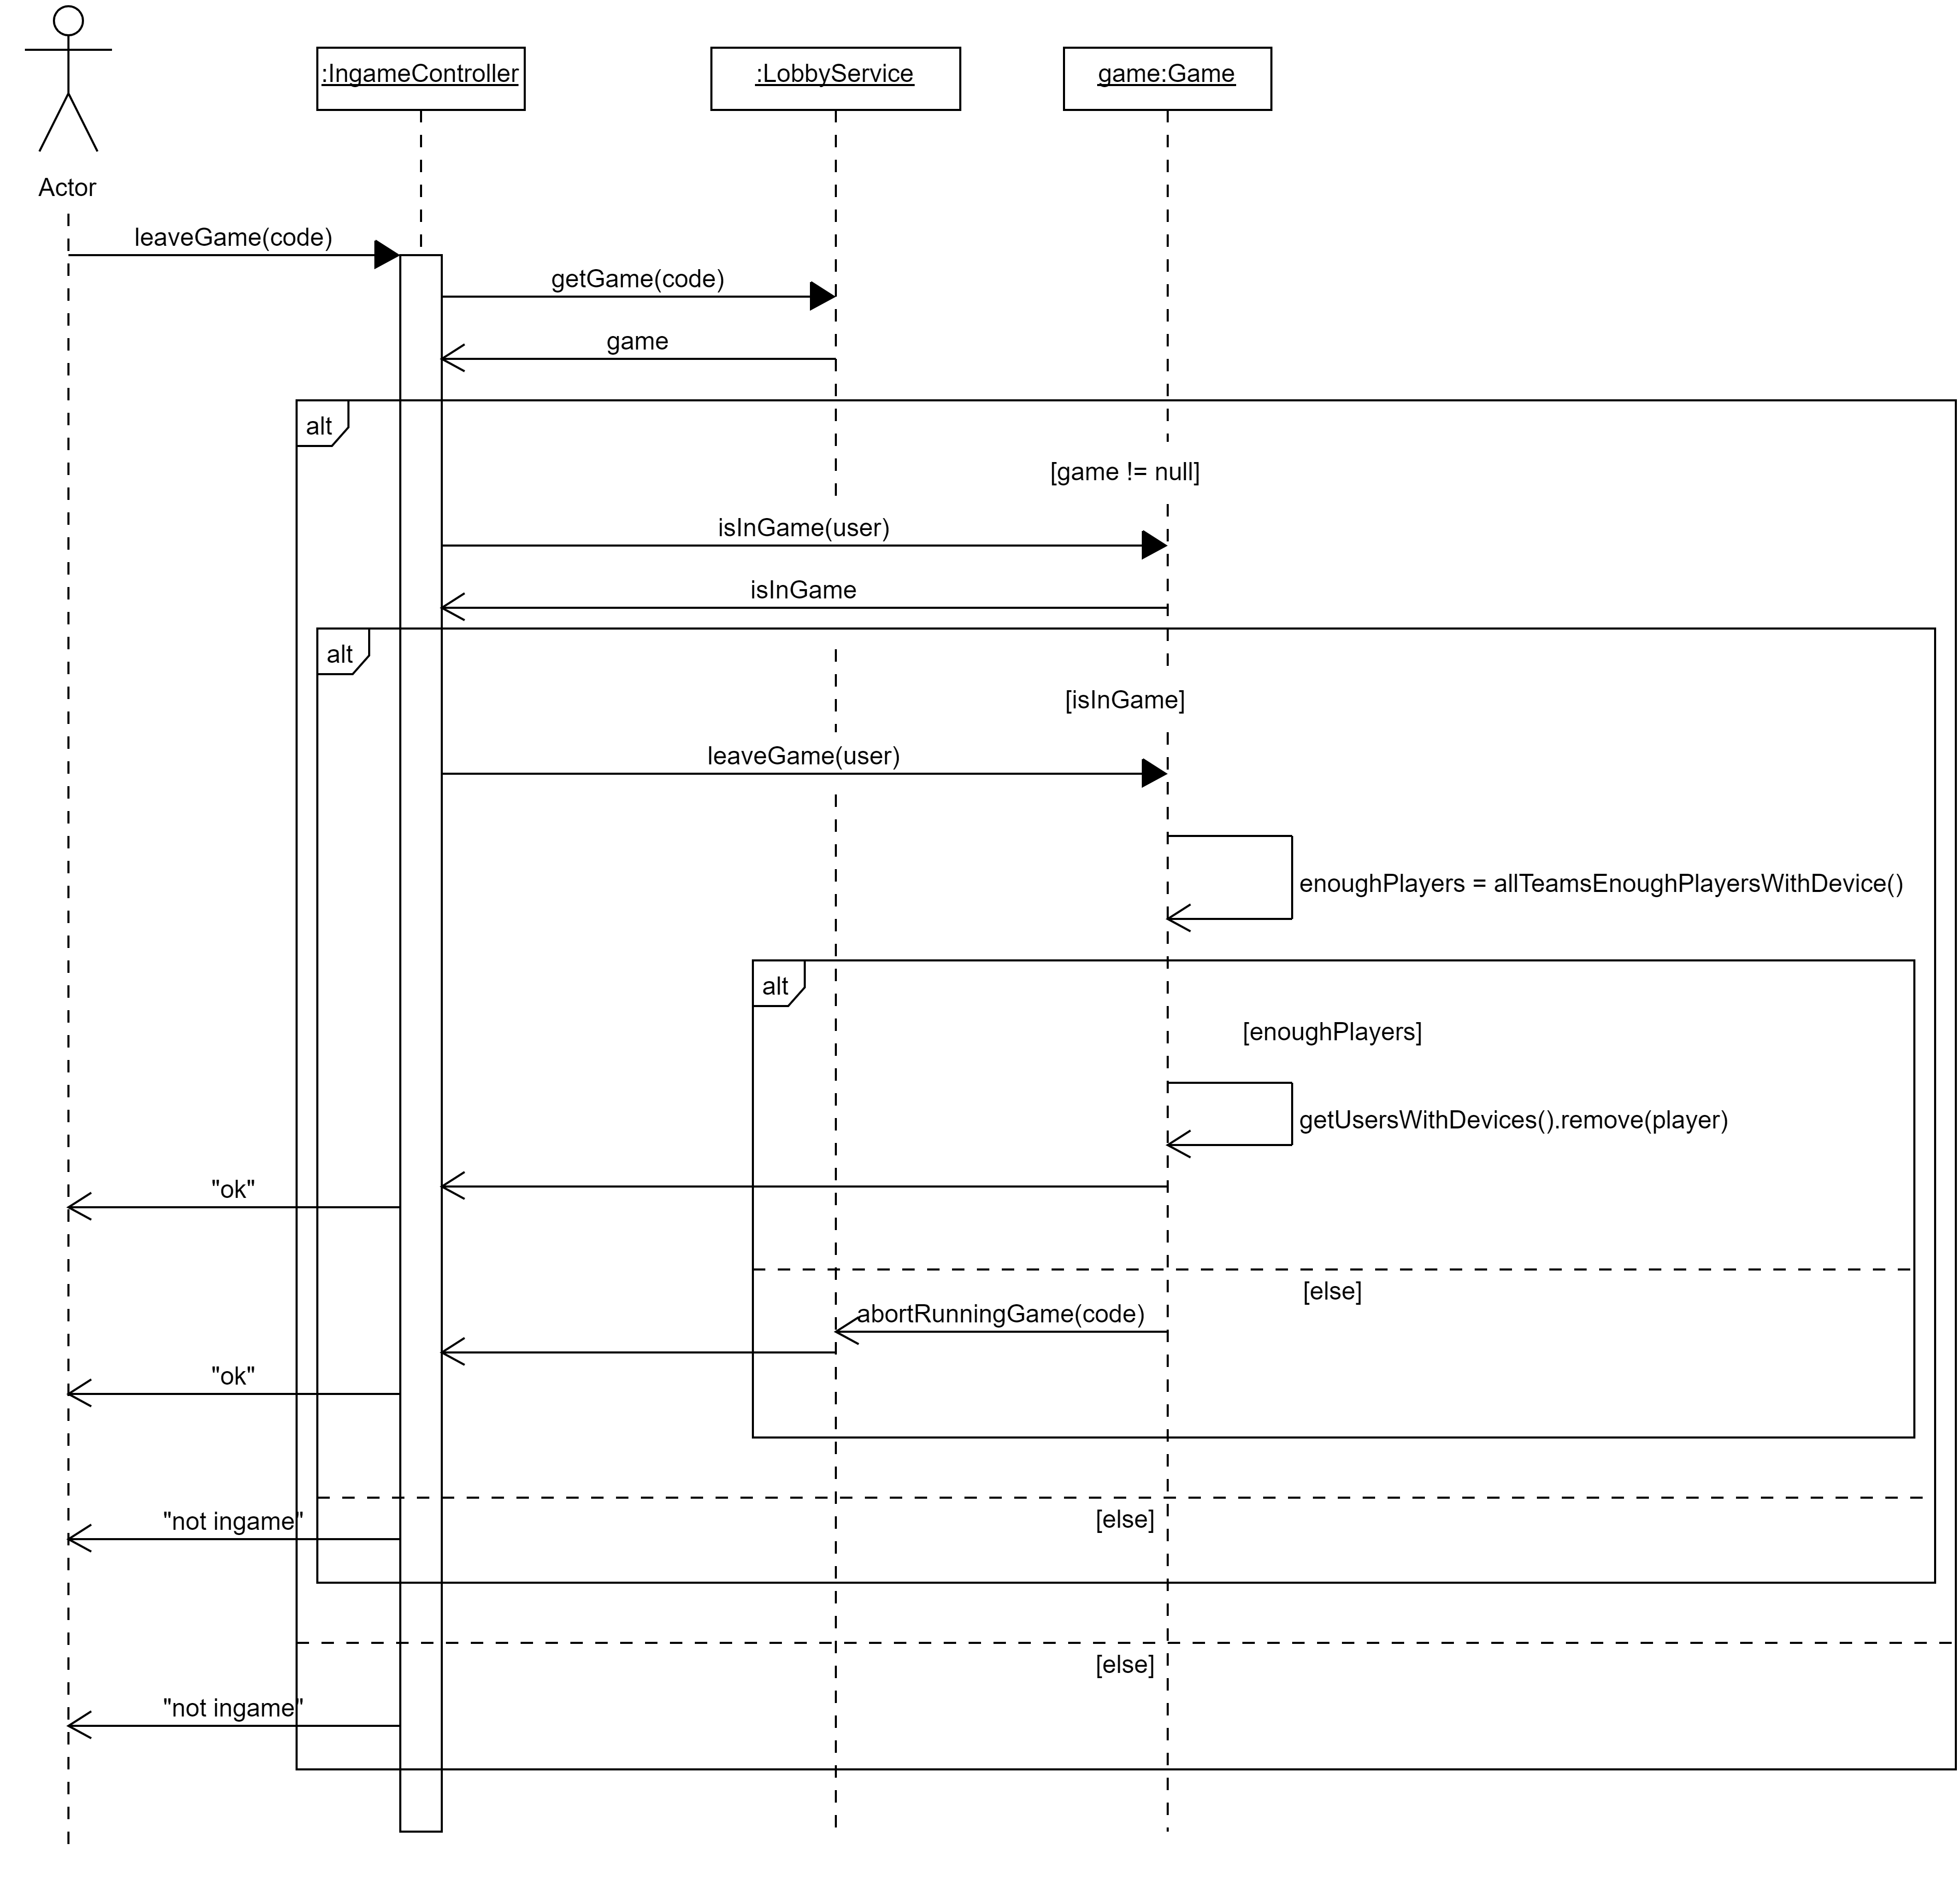 :IngameController
:LobbyService
game:Game
Actor
leaveGame(code)
getGame(code)
game
alt
[game != null]
isInGame(user)
isInGame
alt
[isInGame]
leaveGame(user)
enoughPlayers = allTeamsEnoughPlayersWithDevice()
alt
[enoughPlayers]
getUsersWithDevices().remove(player)
"ok"
[else]
abortRunningGame(code)
"ok"
[else]
"not ingame"
[else]
"not ingame"